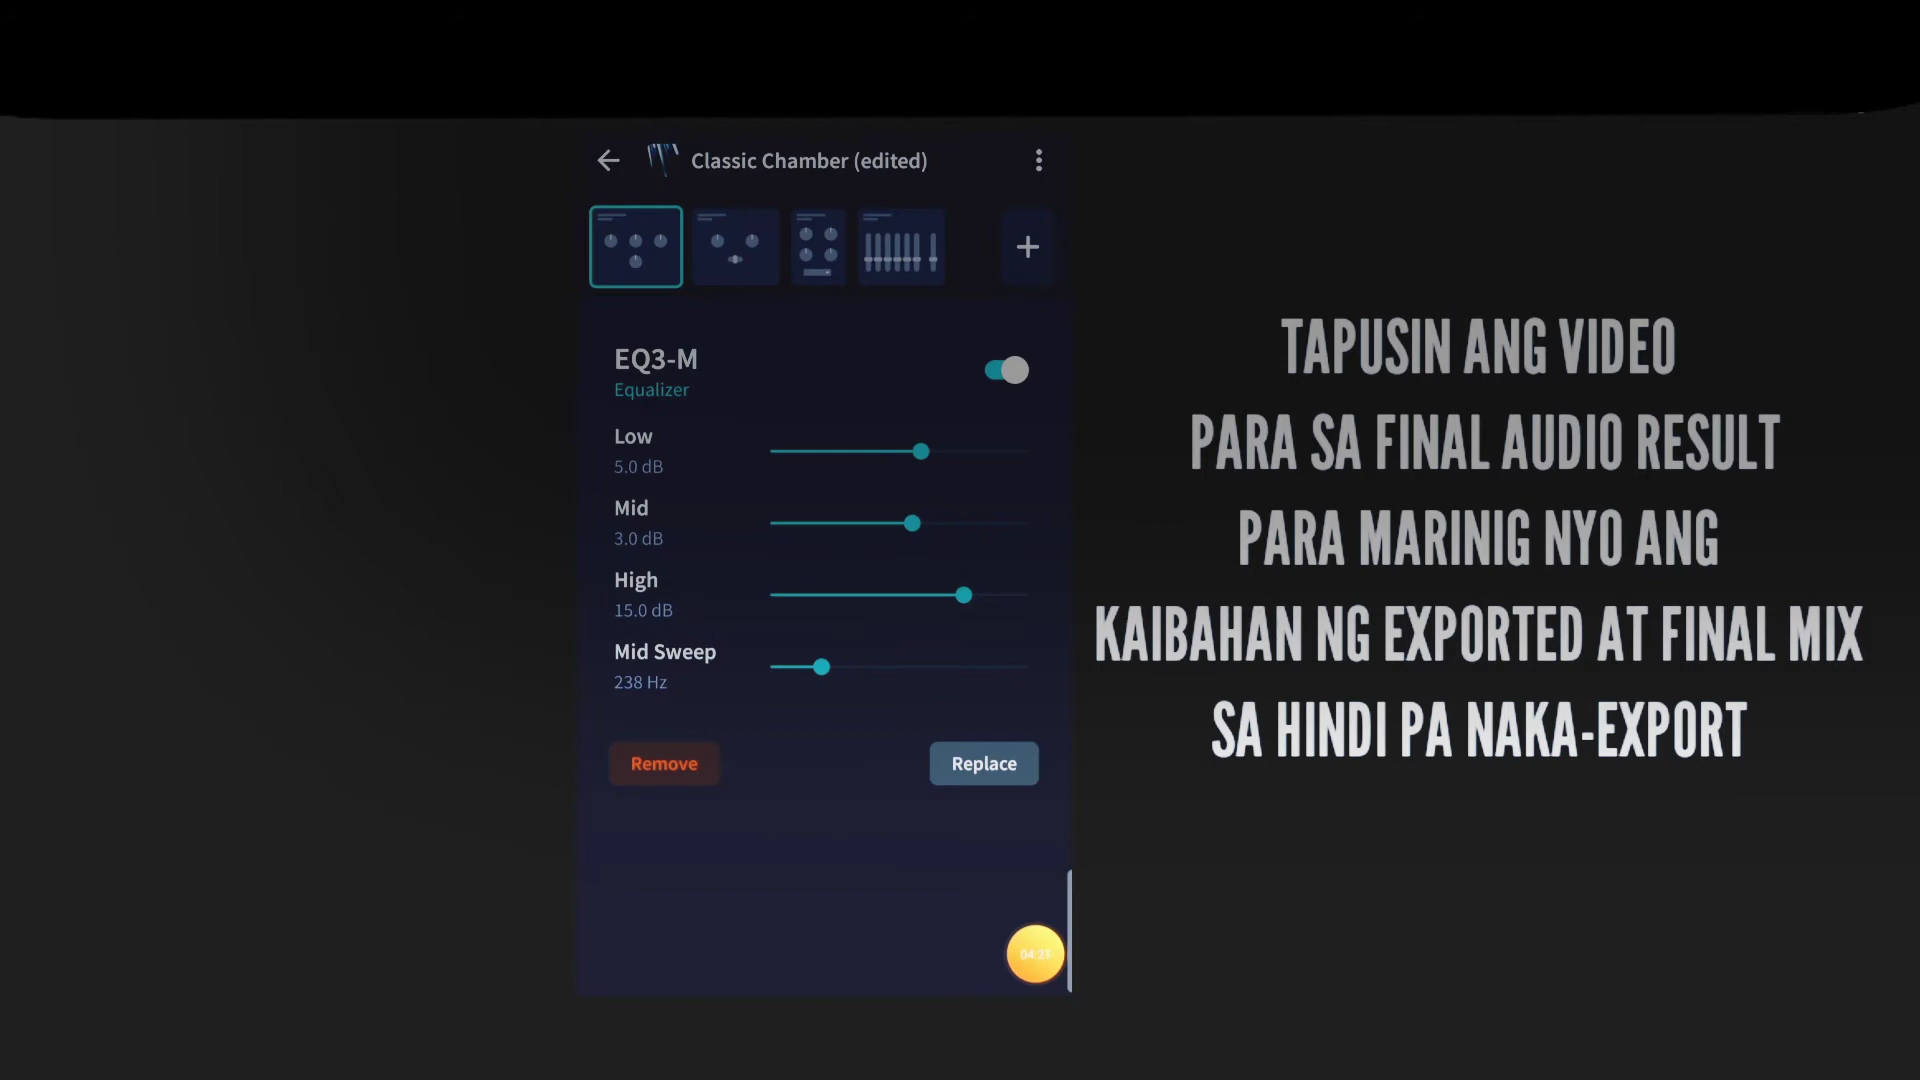 Classic Chamber (edited)
EQ3-M
Equalizer
Low
5.0 dB
Mid
3.0 dB
High
15.0 dB
Mid Sweep
238 Hz
Remove
Replace
TAPUSIN ANG VIDEO
PARA SA FINAL AUDIO RESULT
PARA MARINIG NYO ANG
KAIBAHAN NG EXPORTED AT FINAL MIX
SA HINDI PA NAKA-EXPORT